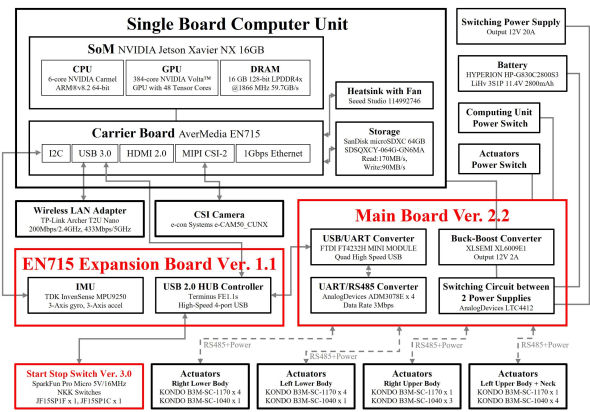 Single Board Computer Unit
SoM NVIDIA Jetson Xavier NX 16GB
CPU
6-core NVIDIA Carmel
ARM®v8.2 64-bit
GPU
384-core NVIDIA Volta™
GPU with 48 Tensor Cores
DRAM
16 GB 128-bit LPDDR4x
@1866 MHz 59.7GB/s
Carrier Board AverMedia EN715
I2C
USB 3.0
HDMI 2.0
MIPI CSI-2
1Gbps Ethernet
Heatsink with Fan
Seeed Studio 114992746
Storage
SanDisk microSDXC 64GB
SDSQXCY-064G-GN6MA
Read:170MB/s,
Write:90MB/s
Switching Power Supply
Output 12V 20A
Battery
HYPERION HP-G830C2800S3
LiHv 3S1P 11.4V 2800mAh
Computing Unit
Power Switch
Actuators
Power Switch
Wireless LAN Adapter
TP-Link Archer T2U Nano
200Mbps/2.4GHz, 433Mbps/5GHz
CSI Camera
e-con Systems e-CAM50_CUNX
Main Board Ver. 2.2
USB/UART Converter
FTDI FT4232H MINI MODULE
Quad High Speed USB
Buck-Boost Converter
XLSEMI XL6009E1
Output 12V 2A
UART/RS485 Converter
AnalogDevices ADM3078E x 4
Data Rate 3Mbps
Switching Circuit between
2 Power Supplies
AnalogDevices LTC4412
EN715 Expansion Board Ver. 1.1
IMU
TDK InvenSense MPU9250
3-Axis gyro, 3-Axis accel
USB 2.0 HUB Controller
Terminus FE1.1s
High-Speed 4-port USB
RS485+Power
RS485+Power
RS485+Power
RS485+Power
Start Stop Switch Ver. 3.0
SparkFun Pro Micro 5V/16MHz
NKK Switches
JF15SP1F x 1, JF15SP1C x 1
Actuators
Right Lower Body
KONDO B3M-SC-1170 x 4
KONDO B3M-SC-1040 x 1
Actuators
Left Lower Body
KONDO B3M-SC-1170 x 4
KONDO B3M-SC-1040 x 1
Actuators
Right Upper Body
KONDO B3M-SC-1170 x 1
KONDO B3M-SC-1040 x 3
Actuators
Left Upper Body + Neck
KONDO B3M-SC-1170 x 1
KONDO B3M-SC-1040 x 4